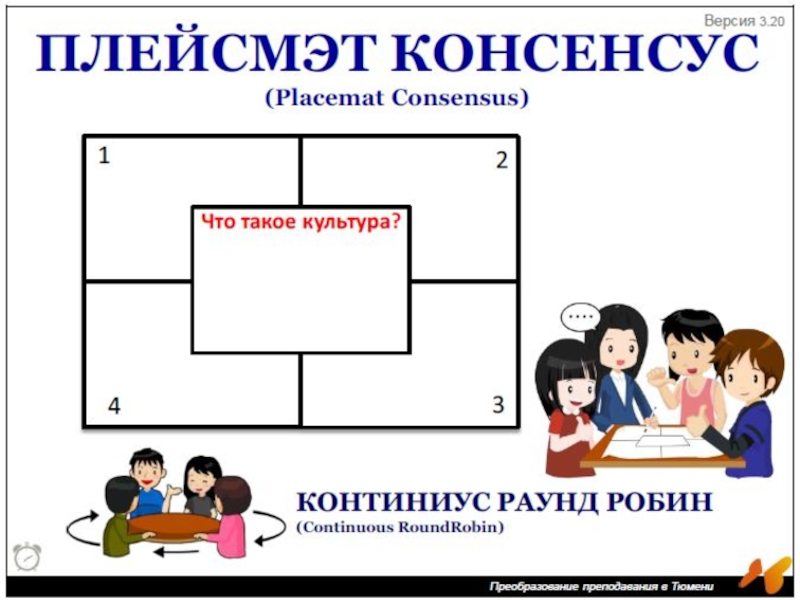 Версия 3.20
ПЛЕЙСМЭТ КОНСЕНСУС
(Placemat Consensus)
1
2
Что такое культура?
4
3
....
КОНТИНИУС РАУНД РОБИН
(Continuous RoundRobin)
Преобразование преподавания в Тюмени